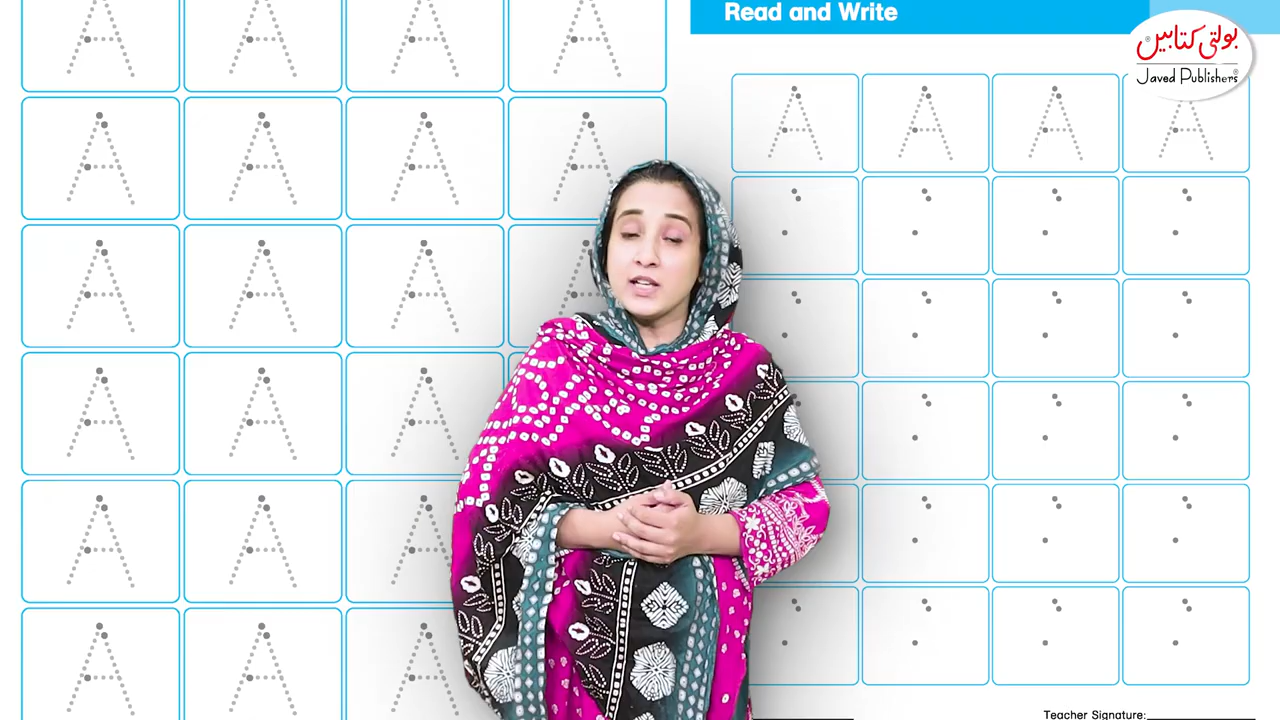 A A A A
A A A A
A A A A
A A A
A A A
A A A
Read and Write
بولتی کتابیں
Javed Publishers
A A A A
Teacher Signature: